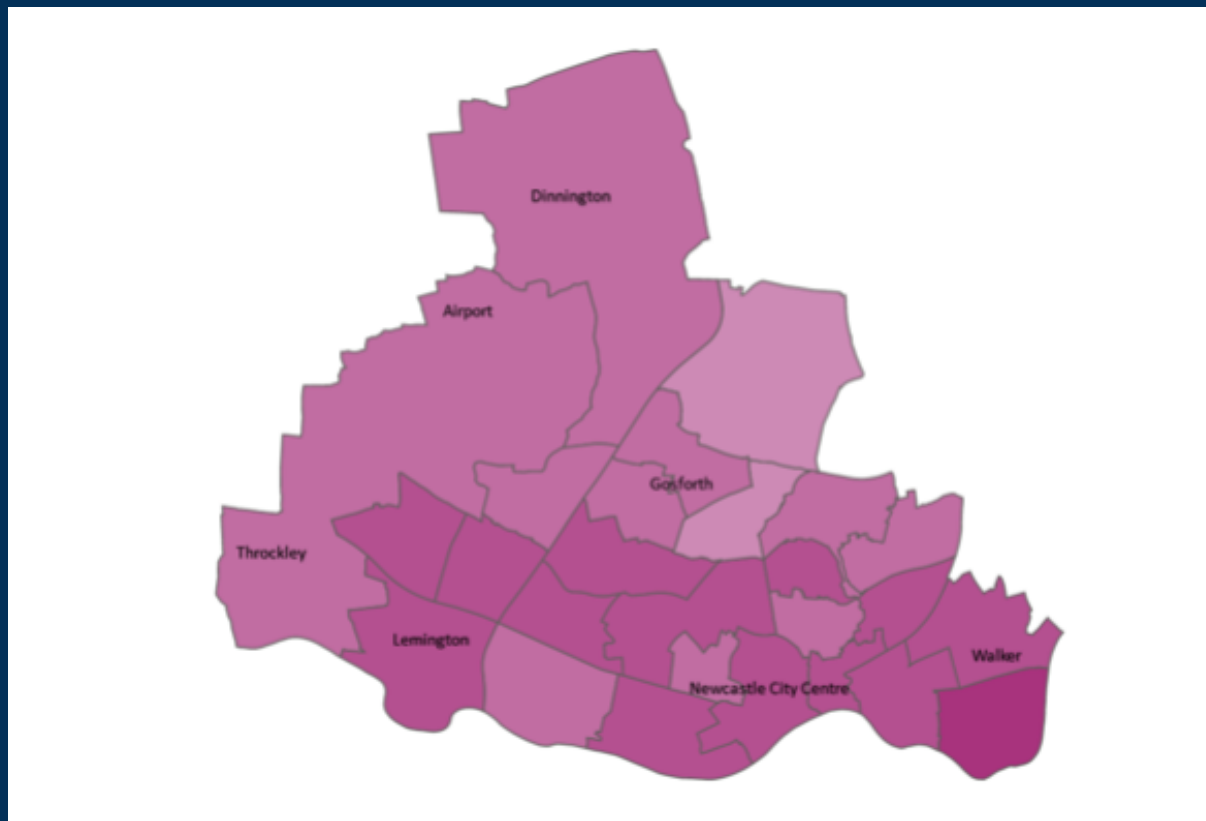 Dinnington
Airport
Gosforth
Throckley
Lemington
Walker
Newcastle City Centre